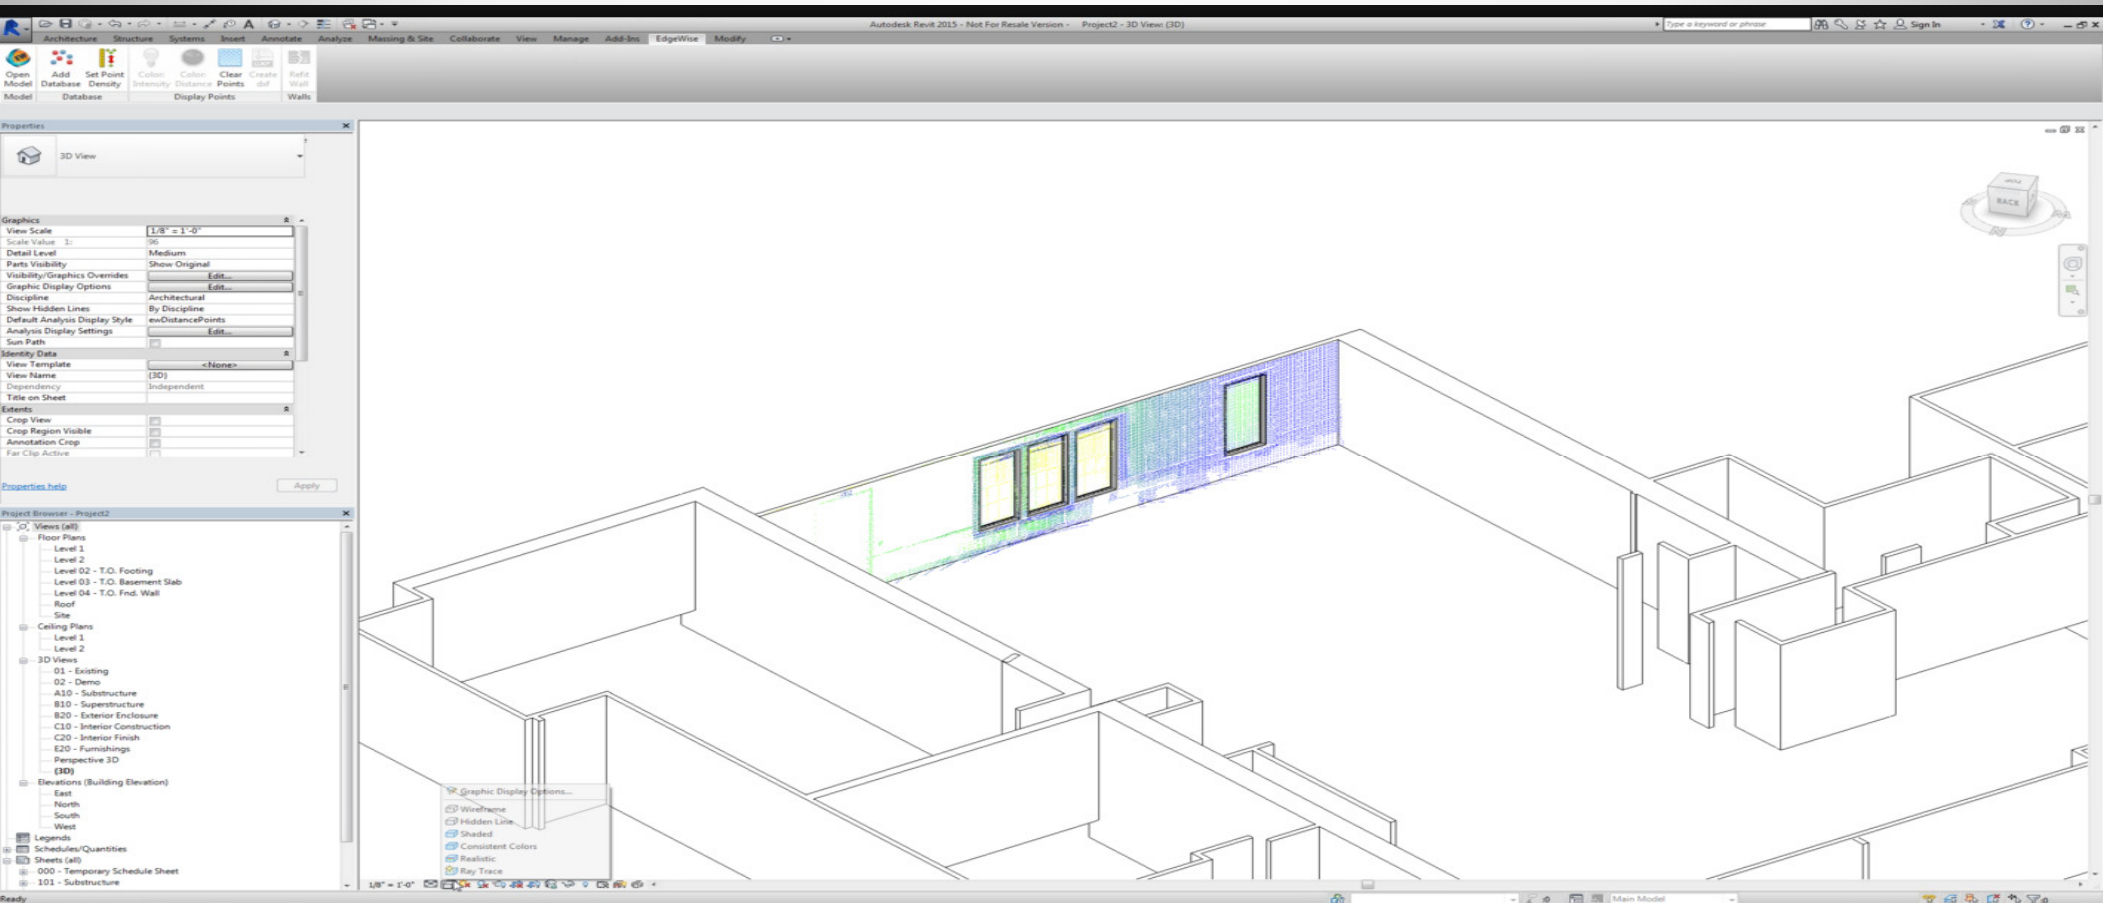 Autodesk Revit 2015 - Not For Resale Version - Project2 - 3D View: {3D}
Type a keyword or phrase
Sign In
Architecture Structure Systems Insert Annotate Analyze Massing & Site Collaborate View Manage Add-Ins EdgeWise Modify
Open Model
Add Database
Set Point Density
Color: Intensity
Color: Distance
Clear Points
Create dxf
Refit Wall
Model Database Display Points Walls
Properties
3D View
Graphics
View Scale 1/8" = 1'-0"
Scale Value 1: 96
Detail Level Medium
Parts Visibility Show Original
Visibility/Graphics Overrides Edit...
Graphic Display Options Edit...
Discipline Architectural
Show Hidden Lines By Discipline
Default Analysis Display Style ewDistancePoints
Analysis Display Settings Edit...
Sun Path
Identity Data
View Template <None>
View Name {3D}
Dependency Independent
Title on Sheet
Extents
Crop View
Crop Region Visible
Annotation Crop
Far Clip Active
Properties help Apply
Project Browser - Project2
Views (all)
Floor Plans
Level 1
Level 2
Level 02 - T.O. Footing
Level 03 - T.O. Basement Slab
Level 04 - T.O. Fnd. Wall
Roof
Site
Ceiling Plans
Level 1
Level 2
3D Views
01 - Existing
02 - Demo
A10 - Substructure
B10 - Superstructure
B20 - Exterior Enclosure
C10 - Interior Construction
C20 - Interior Finish
E20 - Furnishings
Perspective 3D
{3D}
Elevations (Building Elevation)
East
North
South
West
Legends
Schedules/Quantities
Sheets (all)
000 - Temporary Schedule Sheet
101 - Substructure
BACK
Graphic Display Options...
Wireframe
Hidden Line
Shaded
Consistent Colors
Realistic
Ray Trace
1/8" = 1'-0"
Ready
:0
Main Model
:0